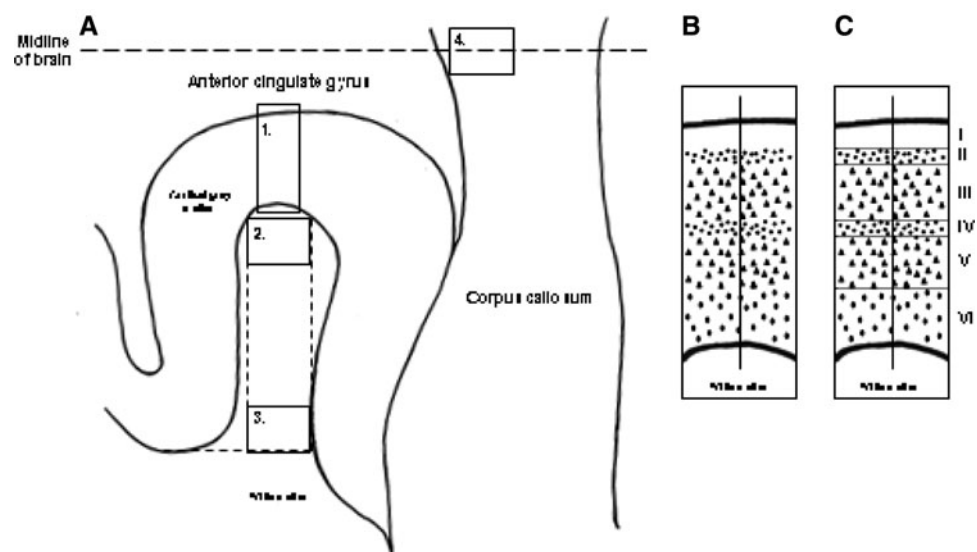 A
B
C
Midline
of brain
4.
Anterior cingulate gyrus
1.
2.
Corpus callosum
3.
I
II
III
IV
V
VI